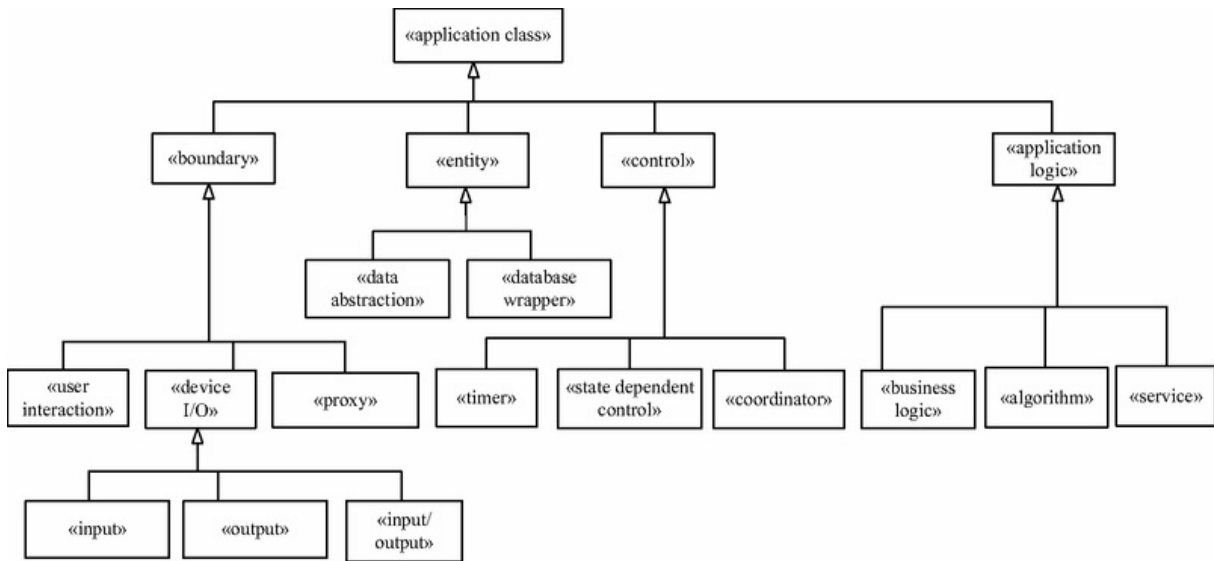 «application class»
«boundary»
«entity»
«control»
«application
logic»
«data
abstraction»
«database
wrapper»
«user
interaction»
«device
I/O»
«proxy»
«timer»
«state dependent
control»
«coordinator»
«business
logic»
«algorithm»
«service»
«input»
«output»
«input/
output»